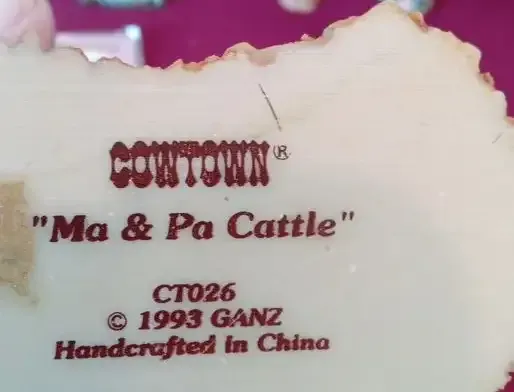 COWTOWN®
"Ma & Pa Cattle"
CT026
© 1993 GANZ
Handcrafted in China